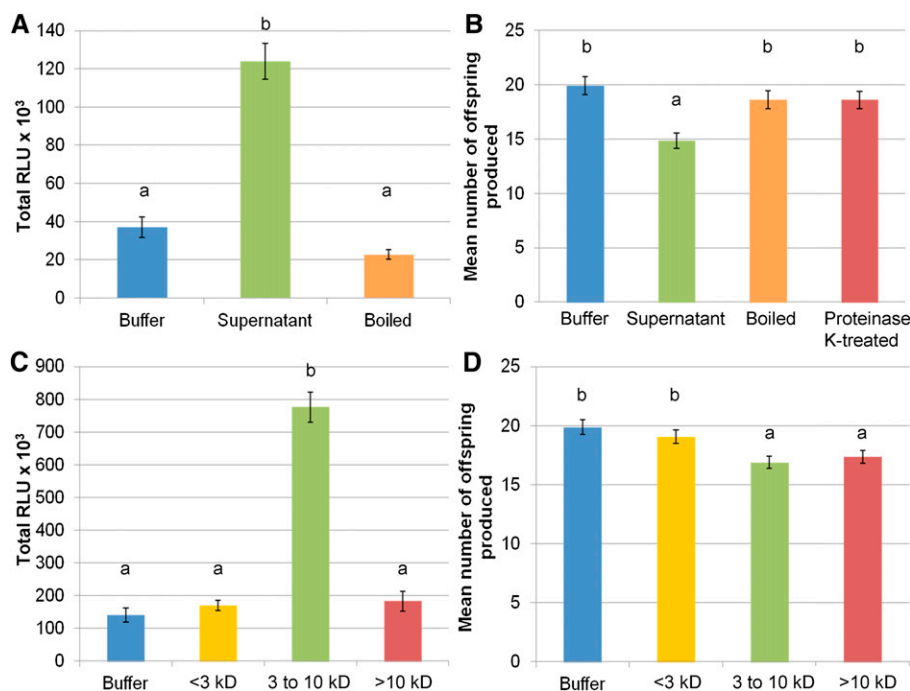 A
Total RLU x 10³
140
120
100
80
60
40
20
0
a
b
a
Buffer
Supernatant
Boiled
B
Mean number of offspring
produced
25
20
15
10
5
0
b
a
b
b
Buffer
Supernatant
Boiled
Proteinase
K-treated
C
Total RLU x 10³
900
800
700
600
500
400
300
200
100
0
a
a
b
a
Buffer
<3 kD
3 to 10 kD
>10 kD
D
Mean number of offspring
produced
25
20
15
10
5
0
b
b
a
a
Buffer
<3 kD
3 to 10 kD
>10 kD